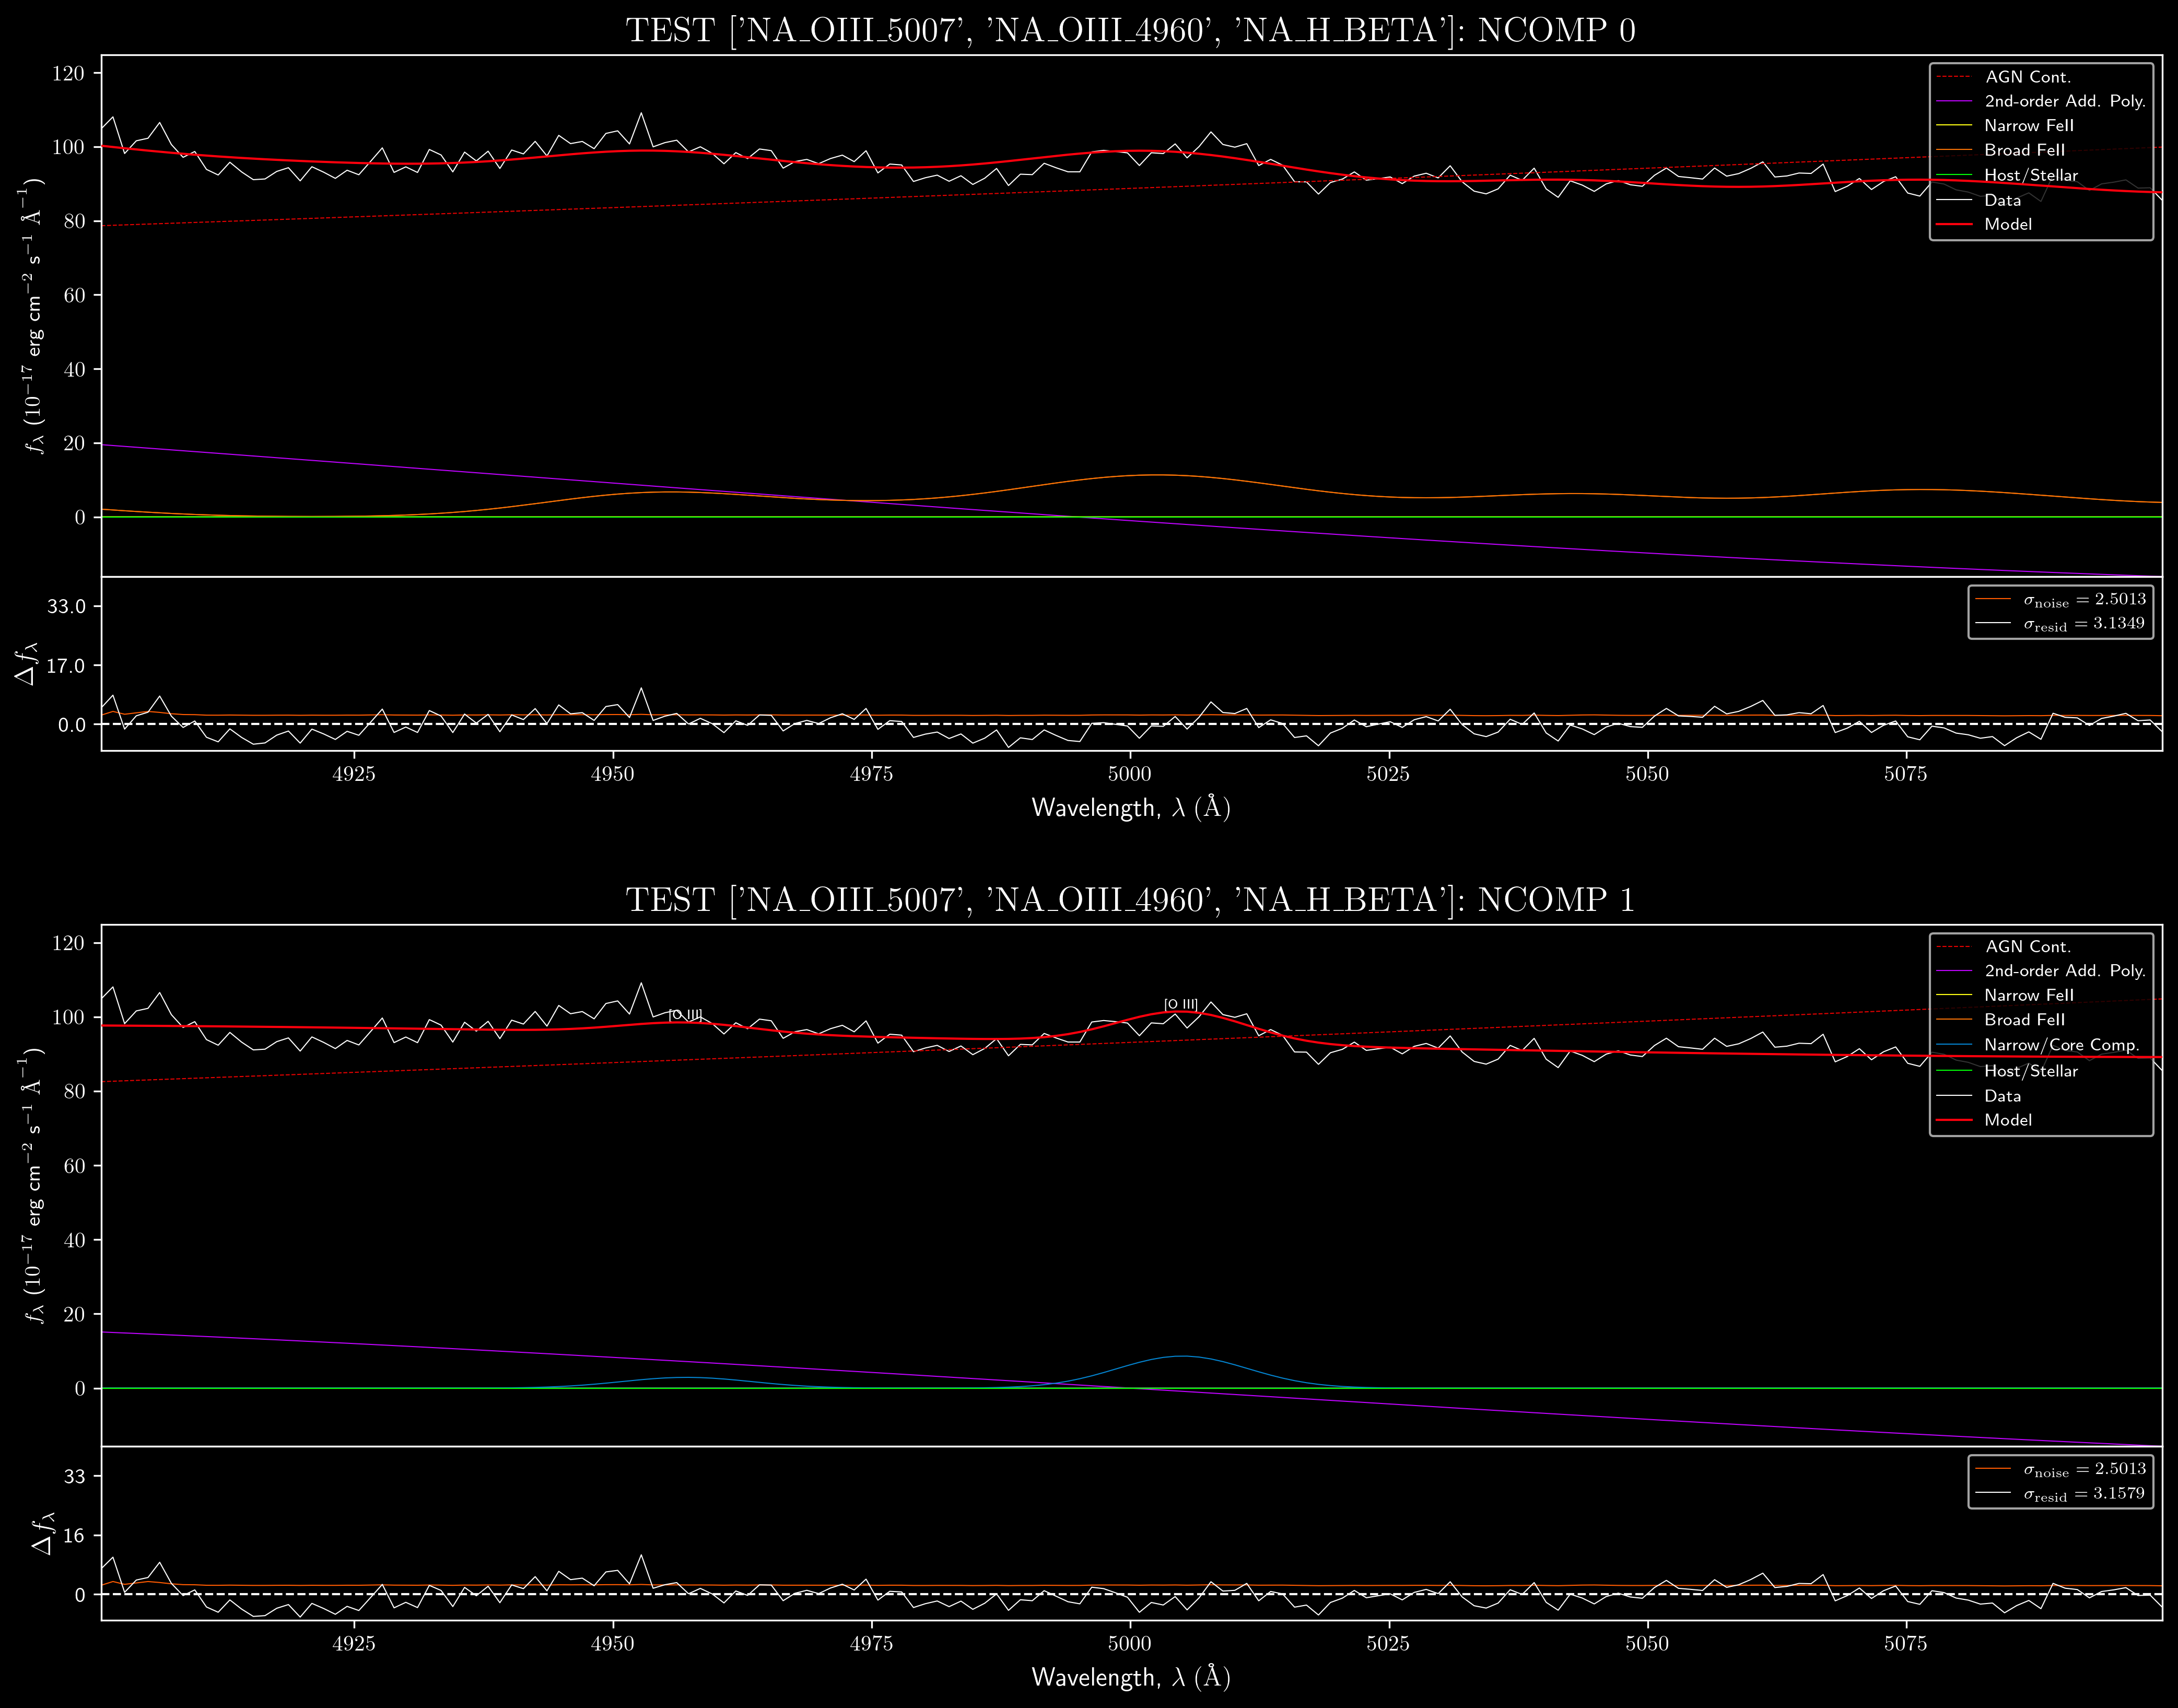 TEST ['NA_OIII_5007', 'NA_OIII_4960', 'NA_H_BETA']: NCOMP 0
120
100
80
60
40
20
0
f_λ (10⁻¹⁷ erg cm⁻² s⁻¹ Å⁻¹)
AGN Cont.
2nd-order Add. Poly.
Narrow FeII
Broad FeII
Host/Stellar
Data
Model
33.0
17.0
0.0
Δf_λ
σ_noise = 2.5013
σ_resid = 3.1349
4925 4950 4975 5000 5025 5050 5075
Wavelength, λ (Å)
TEST ['NA_OIII_5007', 'NA_OIII_4960', 'NA_H_BETA']: NCOMP 1
120
100
80
60
40
20
0
f_λ (10⁻¹⁷ erg cm⁻² s⁻¹ Å⁻¹)
[O III]
[O III]
AGN Cont.
2nd-order Add. Poly.
Narrow FeII
Broad FeII
Narrow/Core Comp.
Host/Stellar
Data
Model
33
16
0
Δf_λ
σ_noise = 2.5013
σ_resid = 3.1579
4925 4950 4975 5000 5025 5050 5075
Wavelength, λ (Å)